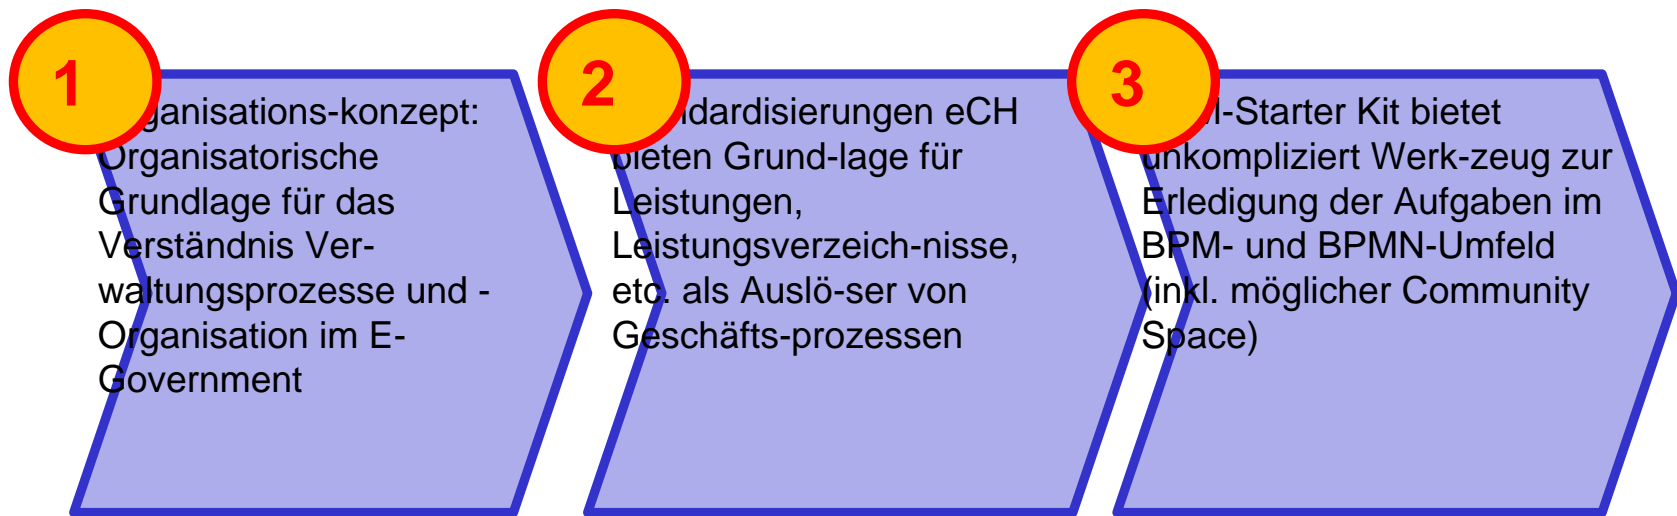 1
ganisations-konzept:
Organisatorische
Grundlage für das
Verständnis Ver-
waltungsprozesse und -
Organisation im E-
Government
2
ndardisierungen eCH
bieten Grund-lage für
Leistungen,
Leistungsverzeich-nisse,
etc. als Auslö-ser von
Geschäfts-prozessen
3
M-Starter Kit bietet
unkompliziert Werk-zeug zur
Erledigung der Aufgaben im
BPM- und BPMN-Umfeld
(inkl. möglicher Community
Space)